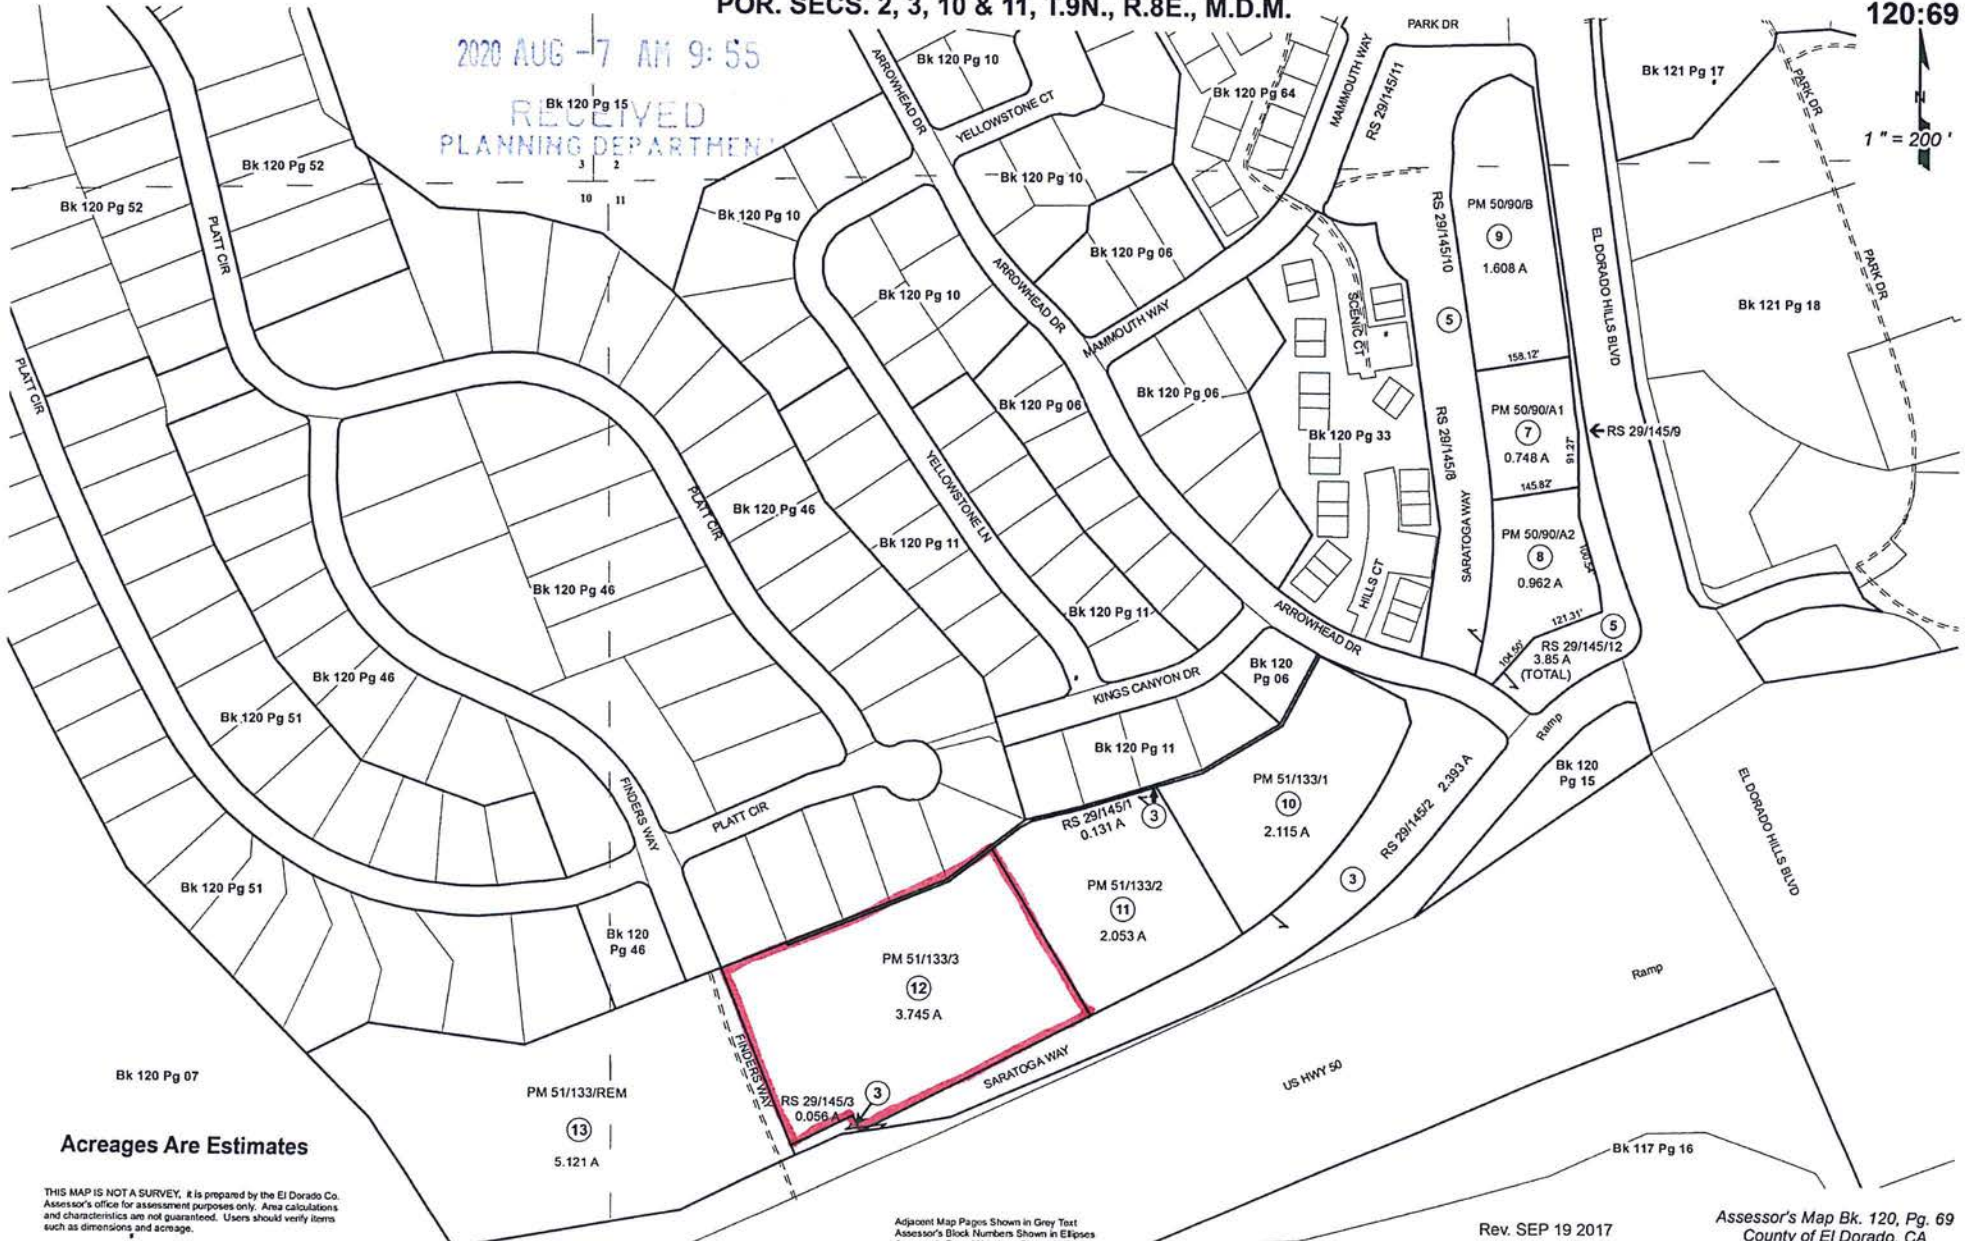 POR. SECS. 2, 3, 10 & 11, T.9N., R.8E., M.D.M.
120:69
2020 AUG -7 AM 9:55
RECEIVED
PLANNING DEPARTMEN
N
1 " = 200 '
PARK DR
MAMMOUTH WAY
RS 29/145/11
Bk 121 Pg 17
PARK DR
Bk 120 Pg 10
ARROWHEAD DR
YELLOWSTONE CT
Bk 120 Pg 64
Bk 120 Pg 15
3 2
10 11
Bk 120 Pg 52
Bk 120 Pg 52
PLATT CIR
Bk 120 Pg 10
Bk 120 Pg 10
Bk 120 Pg 06
RS 29/145/10
PM 50/90/B
9
1.608 A
EL DORADO HILLS BLVD
PARK DR
Bk 121 Pg 18
Bk 120 Pg 10
ARROWHEAD DR
MAMMOUTH WAY
SCENIC CT
5
158.12'
PLATT CIR
Bk 120 Pg 06
Bk 120 Pg 06
Bk 120 Pg 33
RS 29/145/8
PM 50/90/A1
7
0.748 A
91.27'
RS 29/145/9
145.82'
YELLOWSTONE LN
PLATT CIR
Bk 120 Pg 46
Bk 120 Pg 11
SARATOGA WAY
PM 50/90/A2
8
0.962 A
100.54'
Bk 120 Pg 46
Bk 120 Pg 11
HILLS CT
ARROWHEAD DR
121.31'
5
104.50'
RS 29/145/12
3.85 A
(TOTAL)
Bk 120 Pg 46
Bk 120 Pg 51
KINGS CANYON DR
Bk 120
Pg 06
Bk 120 Pg 11
Ramp
Bk 120
Pg 15
EL DORADO HILLS BLVD
FINDERS WAY
PLATT CIR
RS 29/145/1
0.131 A
3
PM 51/133/1
10
2.115 A
RS 29/145/2 2.393 A
3
Bk 120 Pg 51
Bk 120
Pg 46
PM 51/133/2
11
2.053 A
PM 51/133/3
12
3.745 A
Ramp
FINDERS WAY
SARATOGA WAY
US HWY 50
Bk 120 Pg 07
PM 51/133/REM
13
5.121 A
RS 29/145/3
0.056 A
3
Bk 117 Pg 16
Acreages Are Estimates
THIS MAP IS NOT A SURVEY, it is prepared by the El Dorado Co.
Assessor's office for assessment purposes only. Area calculations
and characteristics are not guaranteed. Users should verify items
such as dimensions and acreage.
Adjacent Map Pages Shown in Grey Text
Assessor's Block Numbers Shown in Ellipses
Rev. SEP 19 2017
Assessor's Map Bk. 120, Pg. 69
County of El Dorado, CA